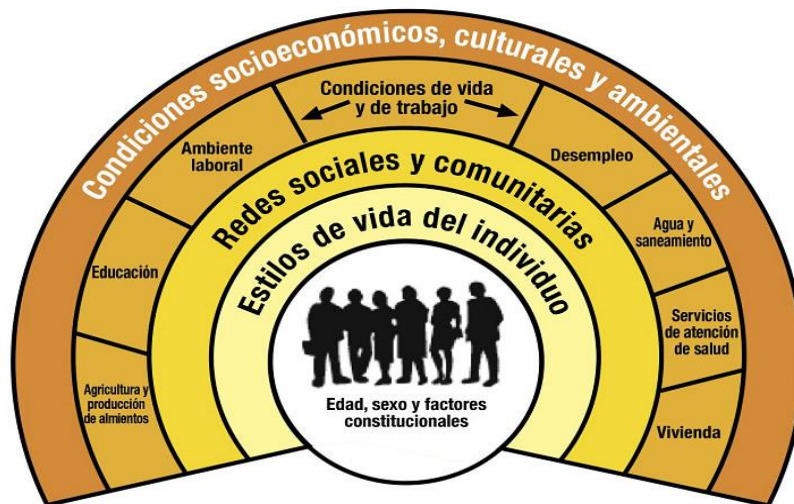 Condiciones socioeconómicos, culturales y ambientales
Condiciones de vida
y de trabajo
Ambiente
laboral
Desempleo
Educación
Agua y
saneamiento
Agricultura y
producción
de almientos
Servicios
de atención
de salud
Vivienda
Redes sociales y comunitarias
Estilos de vida del individuo
Edad, sexo y factores
constitucionales